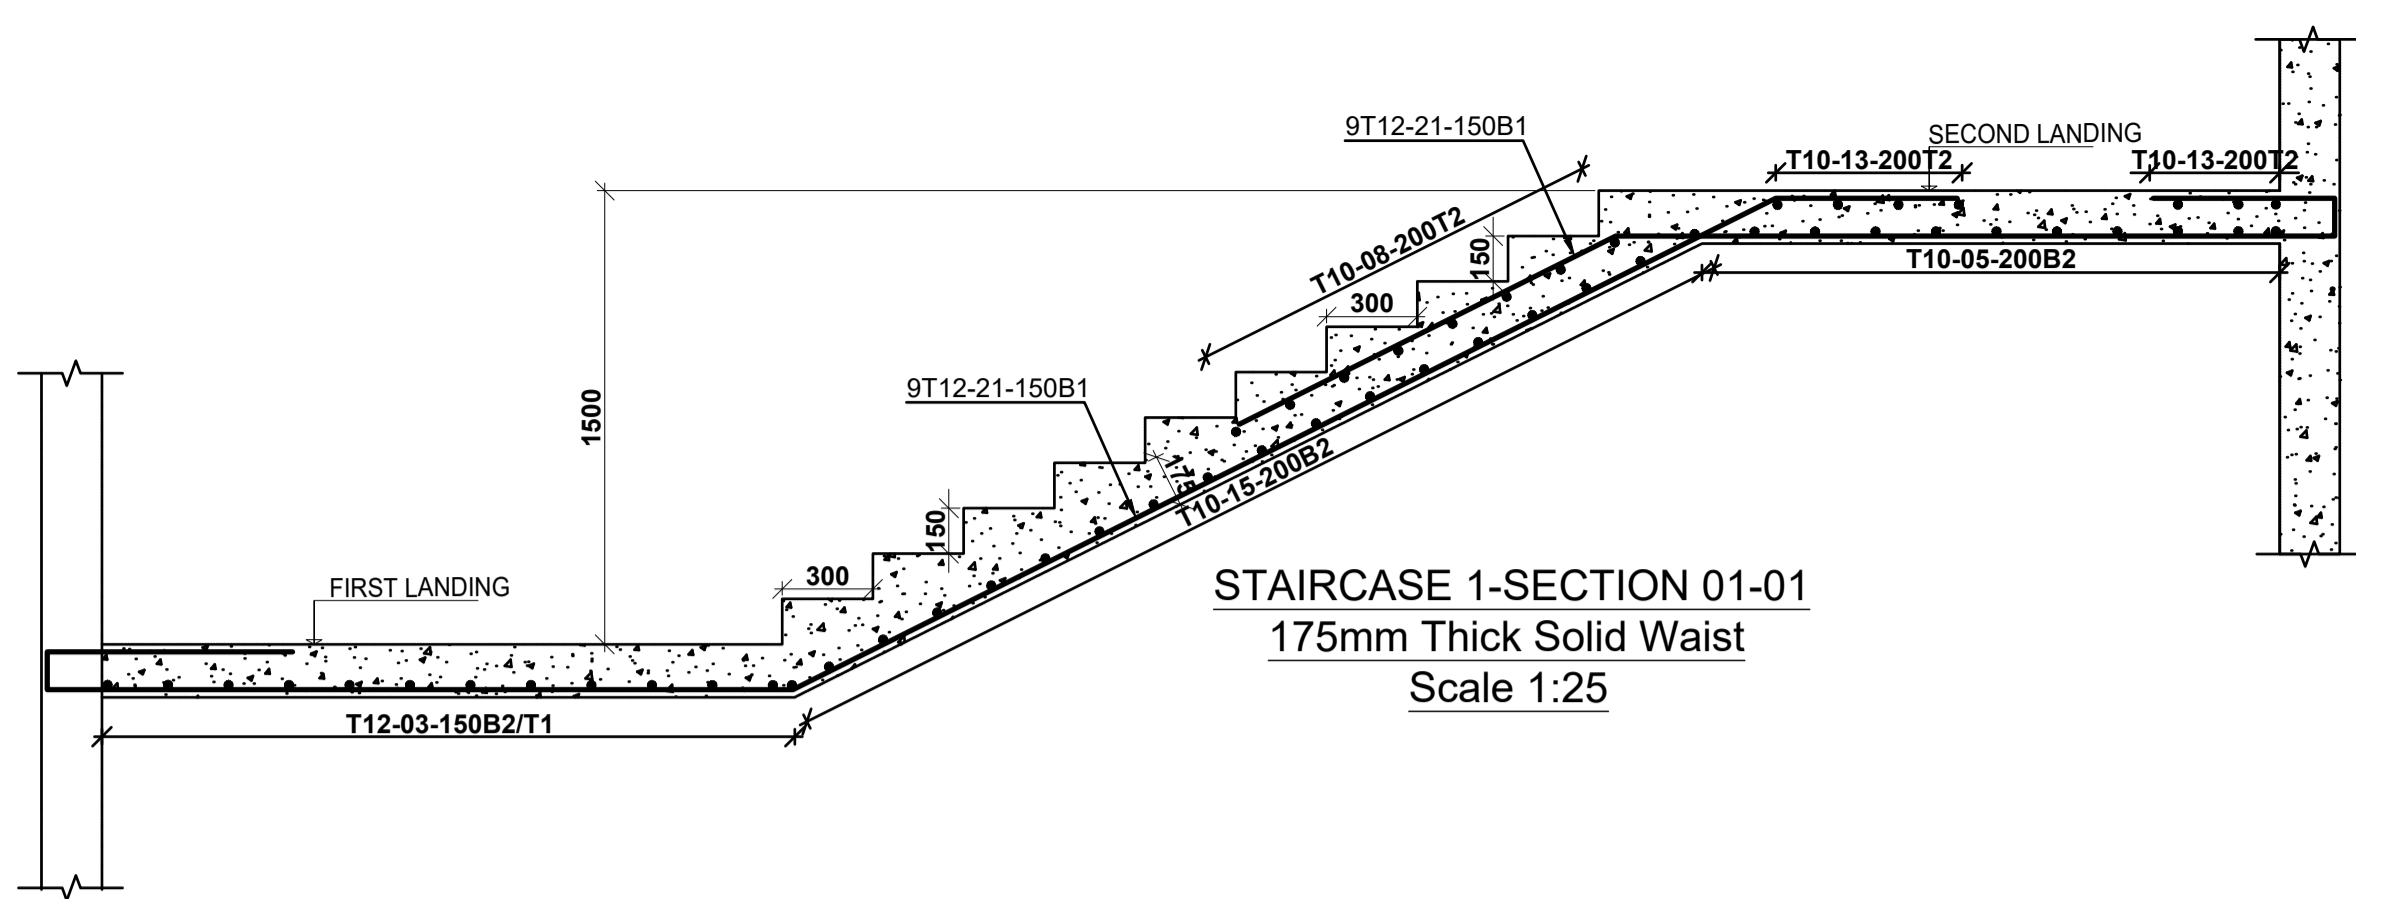 9T12-21-150B1
SECOND LANDING
T10-13-200T2
T10-13-200T2
T10-08-200T2
150
T10-05-200B2
300
9T12-21-150B1
1500
175
T10-15-200B2
150
300
FIRST LANDING
STAIRCASE 1-SECTION 01-01
175mm Thick Solid Waist
Scale 1:25
T12-03-150B2/T1